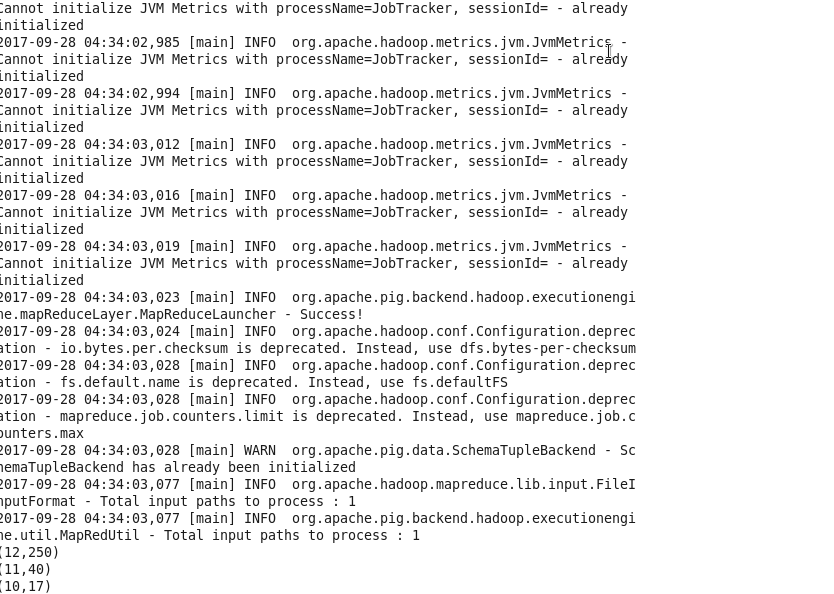 Cannot initialize JVM Metrics with processName=JobTracker, sessionId= - already
initialized
2017-09-28 04:34:02,985 [main] INFO  org.apache.hadoop.metrics.jvm.JvmMetrics -
Cannot initialize JVM Metrics with processName=JobTracker, sessionId= - already
initialized
2017-09-28 04:34:02,994 [main] INFO  org.apache.hadoop.metrics.jvm.JvmMetrics -
Cannot initialize JVM Metrics with processName=JobTracker, sessionId= - already
initialized
2017-09-28 04:34:03,012 [main] INFO  org.apache.hadoop.metrics.jvm.JvmMetrics -
Cannot initialize JVM Metrics with processName=JobTracker, sessionId= - already
initialized
2017-09-28 04:34:03,016 [main] INFO  org.apache.hadoop.metrics.jvm.JvmMetrics -
Cannot initialize JVM Metrics with processName=JobTracker, sessionId= - already
initialized
2017-09-28 04:34:03,019 [main] INFO  org.apache.hadoop.metrics.jvm.JvmMetrics -
Cannot initialize JVM Metrics with processName=JobTracker, sessionId= - already
initialized
2017-09-28 04:34:03,023 [main] INFO  org.apache.pig.backend.hadoop.executionengi
ne.mapReduceLayer.MapReduceLauncher - Success!
2017-09-28 04:34:03,024 [main] INFO  org.apache.hadoop.conf.Configuration.deprec
ation - io.bytes.per.checksum is deprecated. Instead, use dfs.bytes-per-checksum
2017-09-28 04:34:03,028 [main] INFO  org.apache.hadoop.conf.Configuration.deprec
ation - fs.default.name is deprecated. Instead, use fs.defaultFS
2017-09-28 04:34:03,028 [main] INFO  org.apache.hadoop.conf.Configuration.deprec
ation - mapreduce.job.counters.limit is deprecated. Instead, use mapreduce.job.c
ounters.max
2017-09-28 04:34:03,028 [main] WARN  org.apache.pig.data.SchemaTupleBackend - Sc
hemaTupleBackend has already been initialized
2017-09-28 04:34:03,077 [main] INFO  org.apache.hadoop.mapreduce.lib.input.FileI
nputFormat - Total input paths to process : 1
2017-09-28 04:34:03,077 [main] INFO  org.apache.pig.backend.hadoop.executionengi
ne.util.MapRedUtil - Total input paths to process : 1
(12,250)
(11,40)
(10,17)